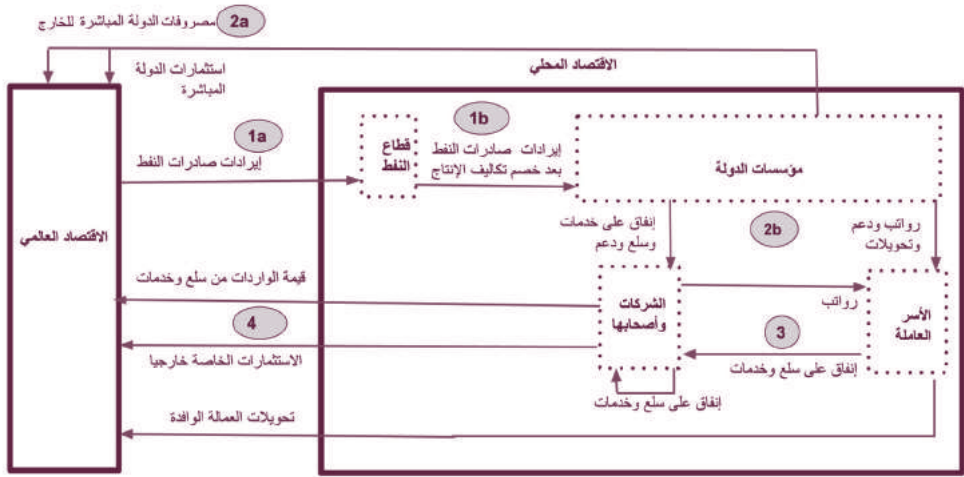 2a مصروفات الدولة المباشرة للخارج
استثمارات الدولة
المباشرة
الاقتصاد المحلي
1a
إيرادات صادرات النفط
قطاع
النفط
1b
إيرادات صادرات النفط
بعد خصم تكاليف الإنتاج
مؤسسات الدولة
الاقتصاد العالمي
إنفاق على خدمات
وسلع ودعم
2b
رواتب ودعم
وتحويلات
قيمة الواردات من سلع وخدمات
الشركات
وأصحابها
رواتب
الأسر
العاملة
4
الاستثمارات الخاصة خارجيا
3
إنفاق على سلع وخدمات
إنفاق على سلع وخدمات
تحويلات العمالة الوافدة